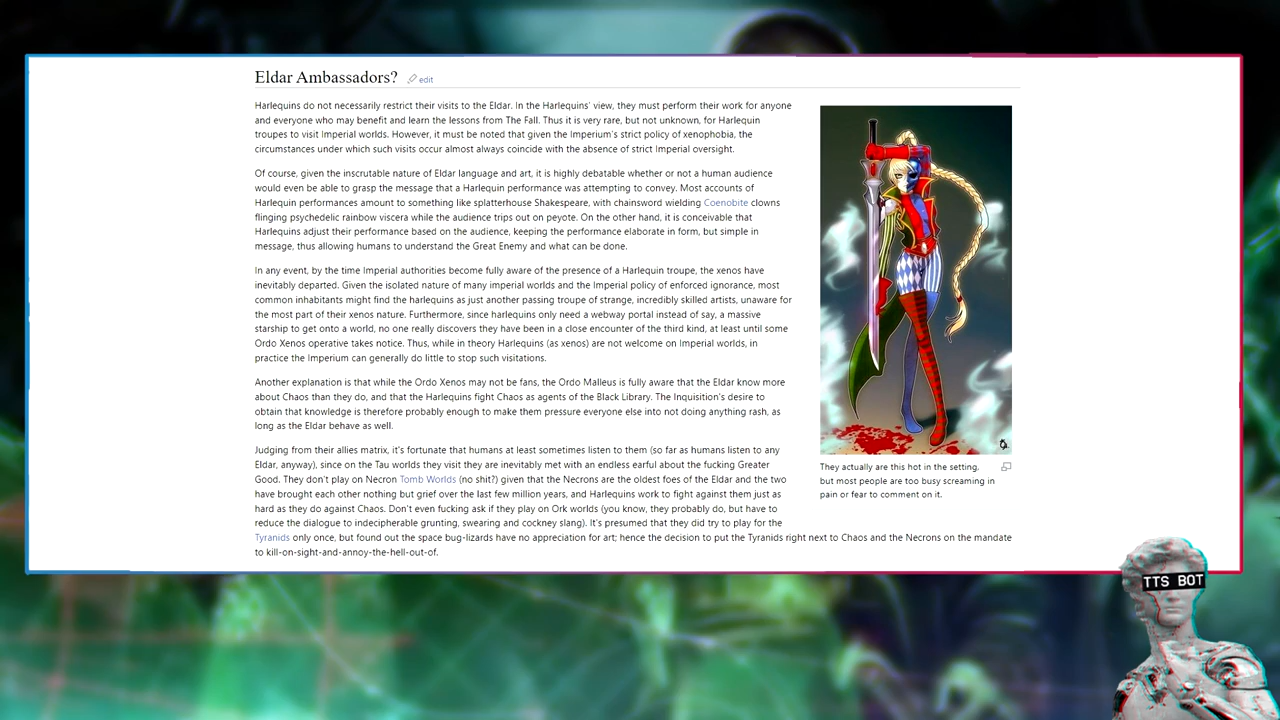 Eldar Ambassadors? edit
Harlequins do not necessarily restrict their visits to the Eldar. In the Harlequins' view, they must perform their work for anyone
and everyone who may benefit and learn the lessons from The Fall. Thus it is very rare, but not unknown, for Harlequin
troupes to visit Imperial worlds. However, it must be noted that given the Imperium's strict policy of xenophobia, the
circumstances under which such visits occur almost always coincide with the absence of strict Imperial oversight.
Of course, given the inscrutable nature of Eldar language and art, it is highly debatable whether or not a human audience
would even be able to grasp the message that a Harlequin performance was attempting to convey. Most accounts of
Harlequin performances amount to something like splatterhouse Shakespeare, with chainsword wielding Coenobite clowns
flinging psychedelic rainbow viscera while the audience trips out on peyote. On the other hand, it is conceivable that
Harlequins adjust their performance based on the audience, keeping the performance elaborate in form, but simple in
message, thus allowing humans to understand the Great Enemy and what can be done.
In any event, by the time Imperial authorities become fully aware of the presence of a Harlequin troupe, the xenos have
inevitably departed. Given the isolated nature of many imperial worlds and the Imperial policy of enforced ignorance, most
common inhabitants might find the harlequins as just another passing troupe of strange, incredibly skilled artists, unaware for
the most part of their xenos nature. Furthermore, since harlequins only need a webway portal instead of say, a massive
starship to get onto a world, no one really discovers they have been in a close encounter of the third kind, at least until some
Ordo Xenos operative takes notice. Thus, while in theory Harlequins (as xenos) are not welcome on Imperial worlds, in
practice the Imperium can generally do little to stop such visitations.
Another explanation is that while the Ordo Xenos may not be fans, the Ordo Malleus is fully aware that the Eldar know more
about Chaos than they do, and that the Harlequins fight Chaos as agents of the Black Library. The Inquisition's desire to
obtain that knowledge is therefore probably enough to make them pressure everyone else into not doing anything rash, as
long as the Eldar behave as well.
Judging from their allies matrix, it's fortunate that humans at least sometimes listen to them (so far as humans listen to any
Eldar, anyway), since on the Tau worlds they visit they are inevitably met with an endless earful about the fucking Greater
Good. They don't play on Necron Tomb Worlds (no shit?) given that the Necrons are the oldest foes of the Eldar and the two
have brought each other nothing but grief over the last few million years, and Harlequins work to fight against them just as
hard as they do against Chaos. Don't even fucking ask if they play on Ork worlds (you know, they probably do, but have to
reduce the dialogue to indecipherable grunting, swearing and cockney slang). It's presumed that they did try to play for the
Tyranids only once, but found out the space bug-lizards have no appreciation for art; hence the decision to put the Tyranids right next to Chaos and the Necrons on the mandate
to kill-on-sight-and-annoy-the-hell-out-of.
They actually are this hot in the setting,
but most people are too busy screaming in
pain or fear to comment on it.
TTS BOT